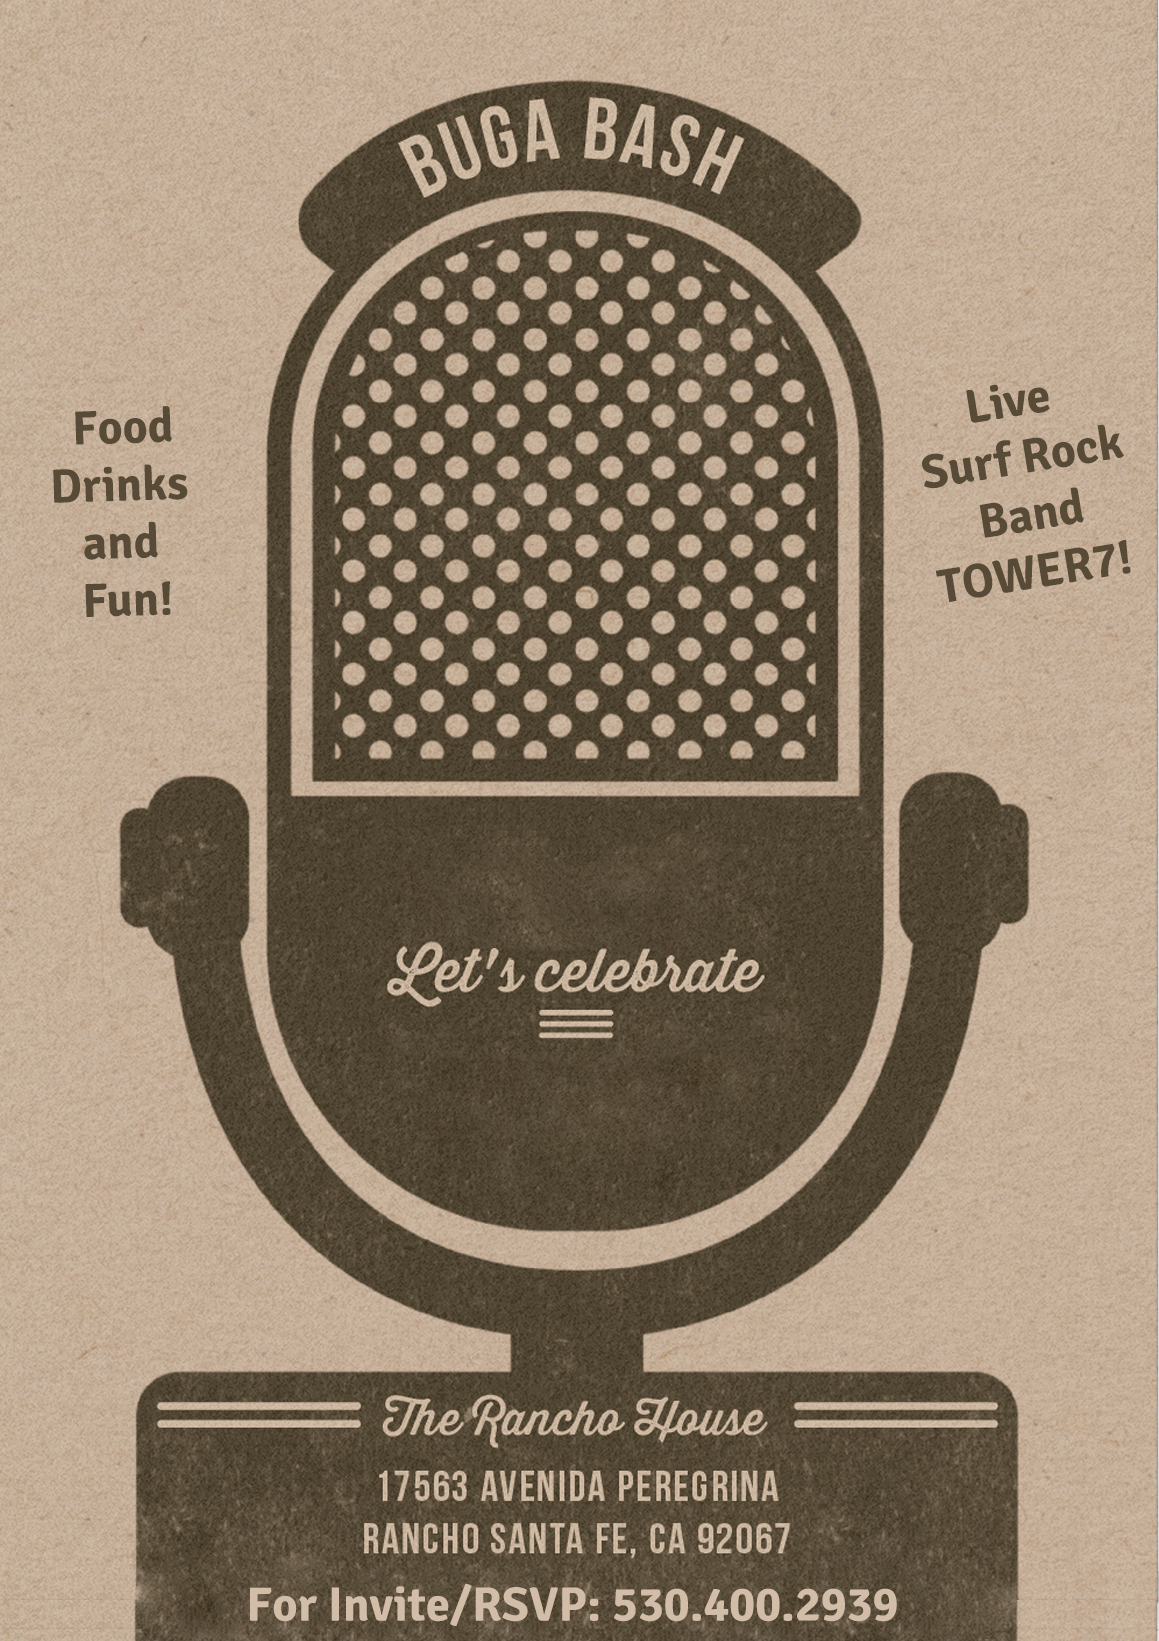 BUGA BASH
Food
Drinks
and
Fun!
Live
Surf Rock
Band
TOWER7!
Let's celebrate
The Rancho House
17563 AVENIDA PEREGRINA
RANCHO SANTA FE, CA 92067
For Invite/RSVP: 530.400.2939